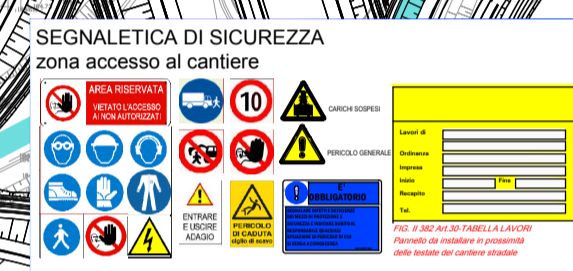 SEGNALETICA DI SICUREZZA
zona accesso al cantiere
AREA RISERVATA
VIETATO L'ACCESSO
AI NON AUTORIZZATI
10
CARICHI SOSPESI
PERICOLO GENERALE
ENTRARE
E USCIRE
ADAGIO
PERICOLO
DI CADUTA
ciglio di scavo
E'
OBBLIGATORIO
Lavori di
Ordinanza
Impresa
Inizio
Fine
Recapito
Tel.
FIG. II 382 Art.30-TABELLA LAVORI
Pannello da installare in prossimità
delle testate del cantiere stradale